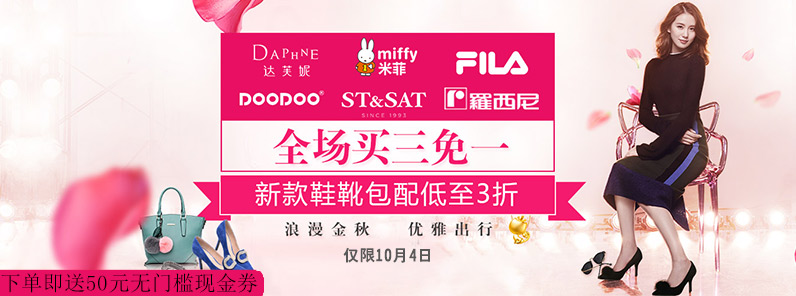 DAPHNE
达芙妮
miffy
米菲
FILA
DOODOO®
ST&SAT
SINCE 1993
羅西尼
全场买三免一
新款鞋靴包配低至3折
浪漫金秋 优雅出行
仅限10月4日
下单即送50元无门槛现金券